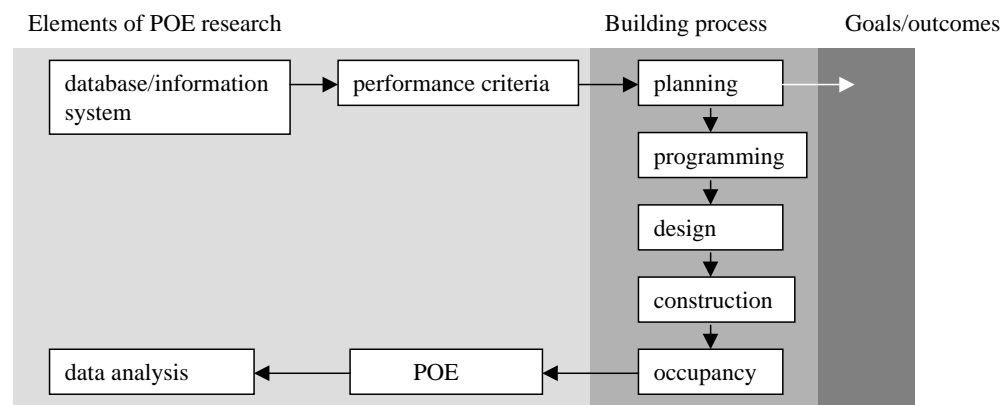 Elements of POE research
Building process
Goals/outcomes
database/information
system
performance criteria
planning
programming
design
construction
data analysis
POE
occupancy